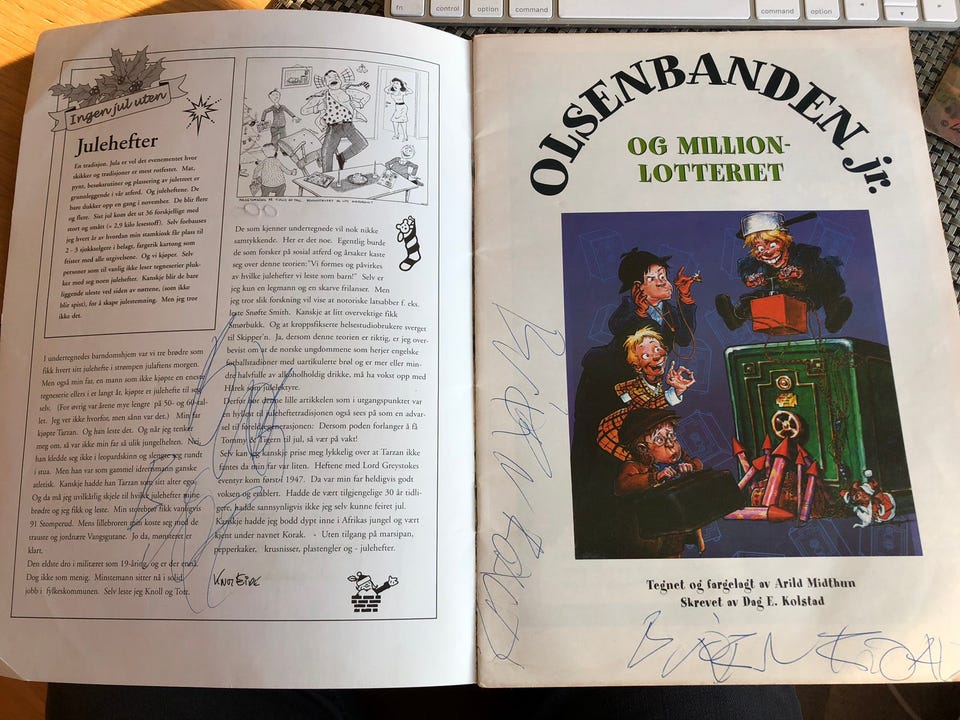 Ingen jul uten
Julehefter
En tradisjon. Jula er vel det evenementet hvor
skikker og tradisjoner er mest rotfestet. Mat,
pynt, besøksrutiner og plassering av juletreet er
grunnleggende i vår atferd. Og juleheftene. De
bare dukker opp en gang i november. De blir flere
og flere. Sist jul kom det ut 36 forskjellige med
stort og smått (= 2,9 kilo lesestoff). Selv forbauses
jeg hvert år av hvordan min stamkiosk får plass til
2 - 3 sjokkselgere i belagt, fargerik kartong som
frister med alle utgivelsene. Og vi kjøper. Selv
personer som til vanlig ikke leser tegneserier pluk-
ker med seg noen julehefter. Kanskje blir de bare
liggende uleste ved siden av nøttene, (som ikke
blir spist), for å skape julestemning. Men jeg tror
ikke det.
I undertegnedes barndomshjem var vi tre brødre som
fikk hvert sitt julehefte i strømpen julaftens morgen.
Men også min far, en mann som ikke kjøpte en eneste
tegneserie ellers i et langt år, kjøpte er julehefte til seg
selv. (For øvrig var årene mye lengre på 50- og 60-tal-
let. Jeg vet ikke hvorfor, men sånn var det.) Min far
kjøpte Tarzan. Og han leste det. Og når jeg tenker
meg om, så var ikke min far så ulik jungelhelten. Nei,
han kledde seg ikke i leopardskinn og slengte seg rundt
i stua. Men han var som gammel idrettsmann ganske
atletisk. Kanskje hadde han Tarzan som sitt alter ego.
Og da må jeg uvilkårlig skjele til hvilke julehefter mine
brødre og jeg fikk og leste. Min storebror fikk vanligvis
91 Stomperud. Mens lillebroren min koste seg med de
trauste og jordnære Vangsgutane. Jo da, mønsteret er
klart.
Den eldste dro i militæret som 19-åring, og er der ennå.
Dog ikke som menig. Minstemann sitter nå i solid
jobb i fylkeskommunen. Selv leste jeg Knoll og Tott.
De som kjenner undertegnede vil nok nikke
samtykkende. Her er det noe. Egentlig burde
de som forsker på sosial atferd og årsaker kaste
seg over denne teorien: "Vi formes og påvirkes
av hvilke julehefter vi leste som barn!" Selv er
jeg kun en legmann og en skarve frilanser. Men
jeg tror slik forskning vil vise at notoriske latsabber f. eks.
leste Snøfte Smith. Kanskje at litt overvektige fikk
Smørbukk. Og at kroppsfikserte helsestudiobrukere sverget
til Skipper'n. Ja, dersom denne teorien er riktig, er jeg over-
bevist om at de norske ungdommene som herjer engelske
fotballstadioner med uartikulerte brøl og er mer eller min-
dre halvfulle av alkoholholdig drikke, må ha vokst opp med
Hårek som julelektyre.
Derfor bør denne lille artikkelen som i utgangspunktet var
en hyllest til juleheftetradisjonen også sees på som en advar-
sel til foreldregenerasjonen: Dersom poden forlanger å få
Tommy & Tigern til jul, så vær på vakt!
Selv kan jeg kanskje prise meg lykkelig over at Tarzan ikke
fantes da min far var liten. Heftene med Lord Greystokes
eventyr kom først i 1947. Da var min far heldigvis godt
voksen og etablert. Hadde de vært tilgjengelige 30 år tidli-
gere, hadde sannsynligvis ikke jeg selv kunne feiret jul.
Kanskje hadde jeg bodd dypt inne i Afrikas jungel og vært
kjent under navnet Korak. - Uten tilgang på marsipan,
pepperkaker, krusnisser, plastengler og - julehefter.
OLSENBANDEN jr.
OG MILLION-
LOTTERIET
Tegnet og fargelagt av Arild Midthun
Skrevet av Dag E. Kolstad
fn
control
option
command
command
option